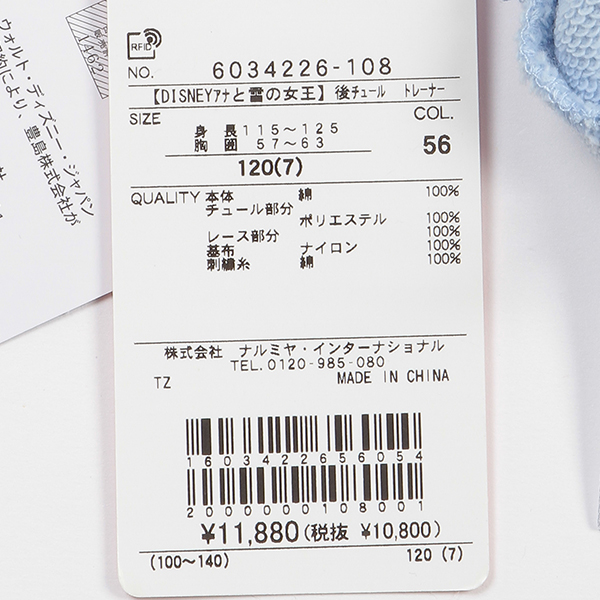 RFID
NO. 6034226-108
【DISNEYアナと雪の女王】後チュール トレーナー
SIZE COL.
身長 115～125
胸囲 57～63
56
120(7)
QUALITY 本体 綿 100%
チュール部分
ポリエステル 100%
100%
レース部分 100%
基布 ナイロン 100%
刺繍糸 綿 100%
株式会社 ナルミヤ・インターナショナル
TEL.0120-985-080
TZ MADE IN CHINA
1603422656054
2000000108001
¥11,880(税抜 ¥10,800)
(100～140) 120 (7)
ウォルト・ディズニー・ジャパン
により、豊島株式会社が